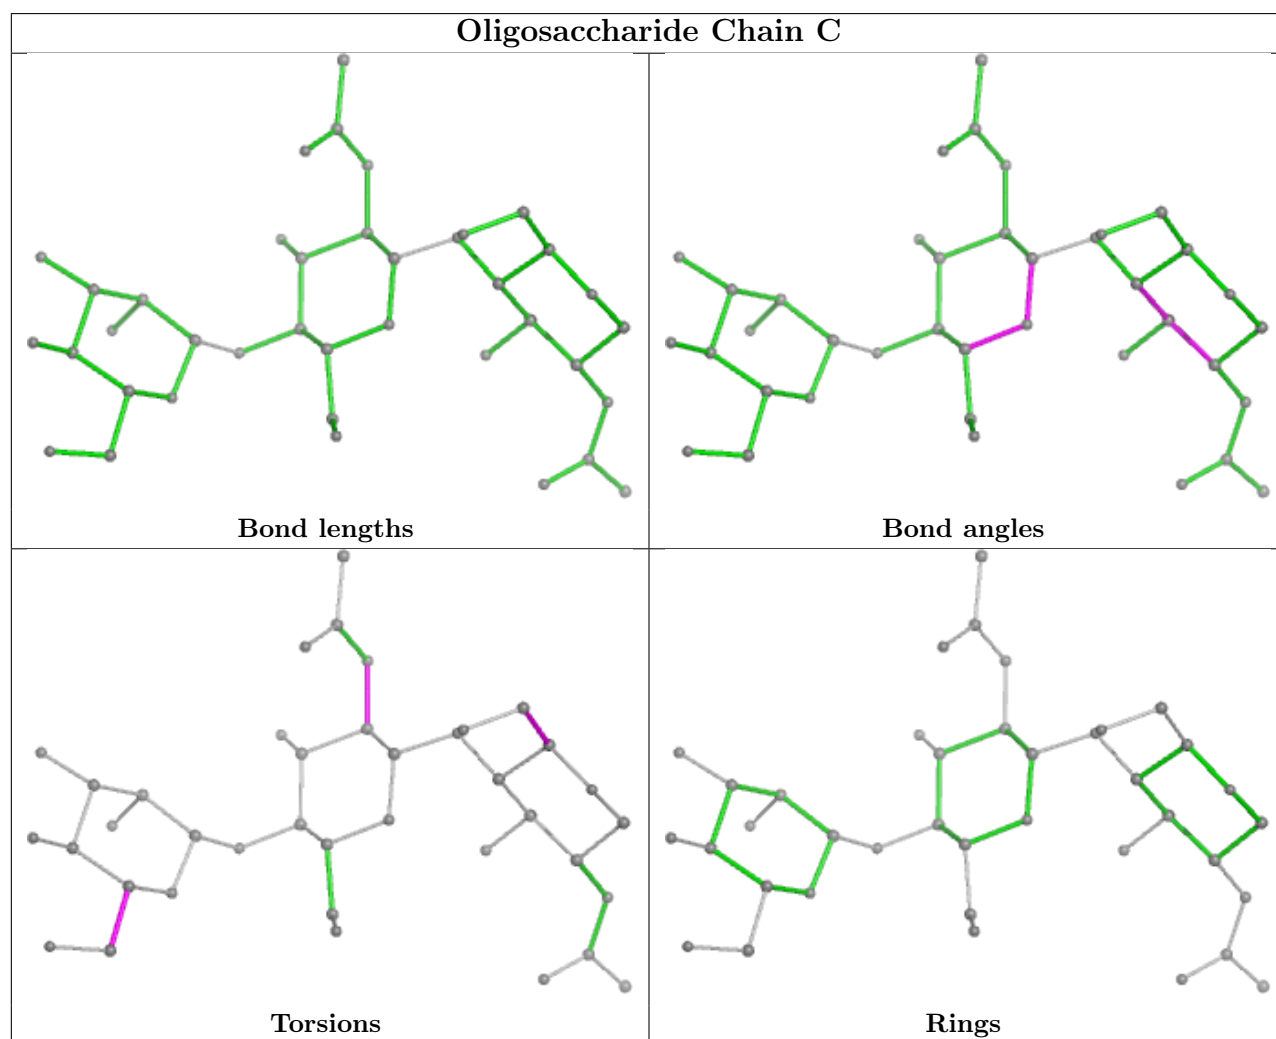 Oligosaccharide Chain C
Bond lengths
Bond angles
Torsions
Rings